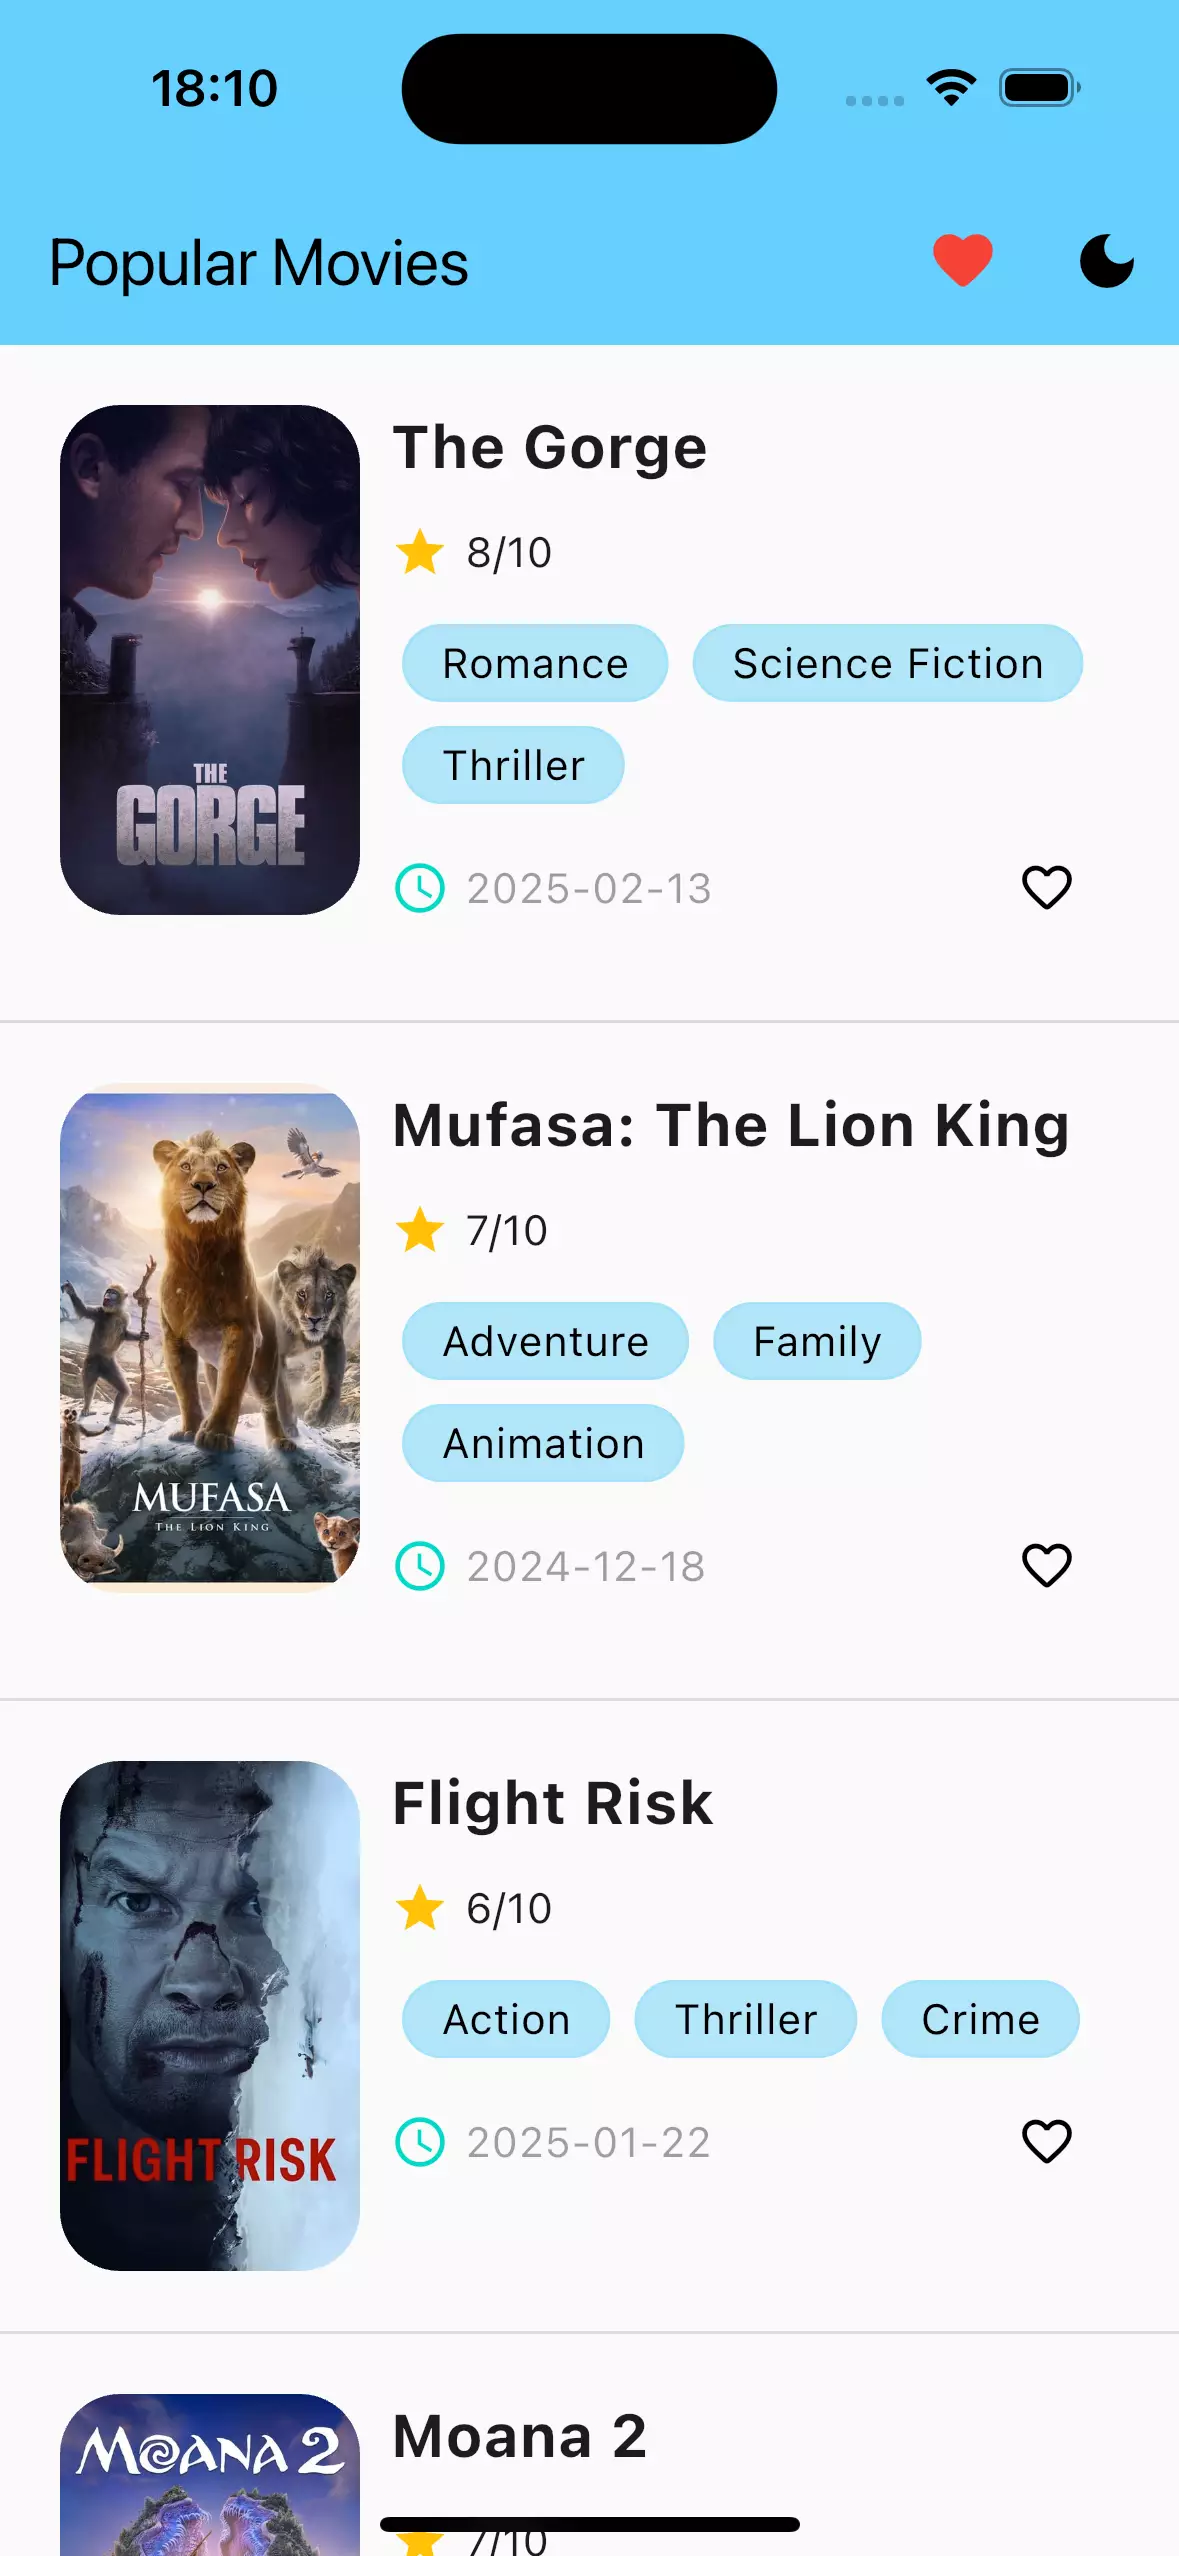 18:10
Popular Movies
The Gorge
8/10
Romance
Science Fiction
Thriller
2025-02-13
THE
GORGE
Mufasa: The Lion King
7/10
Adventure
Family
Animation
2024-12-18
MUFASA
THE LION KING
Flight Risk
6/10
Action
Thriller
Crime
2025-01-22
FLIGHT RISK
Moana 2
7/10
MOANA 2